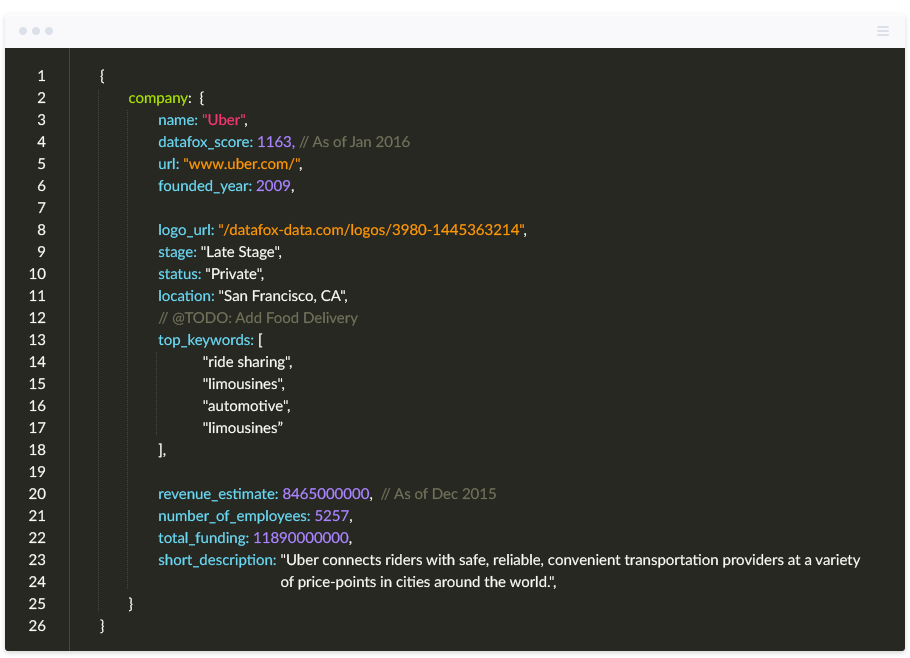 1 {
2 company: {
3 name: "Uber",
4 datafox_score: 1163, // As of Jan 2016
5 url: "www.uber.com/",
6 founded_year: 2009,
7
8 logo_url: "/datafox-data.com/logos/3980-1445363214",
9 stage: "Late Stage",
10 status: "Private",
11 location: "San Francisco, CA",
12 // @TODO: Add Food Delivery
13 top_keywords: [
14 "ride sharing",
15 "limousines",
16 "automotive",
17 "limousines”
18 ],
19
20 revenue_estimate: 8465000000, // As of Dec 2015
21 number_of_employees: 5257,
22 total_funding: 11890000000,
23 short_description: "Uber connects riders with safe, reliable, convenient transportation providers at a variety
24 of price-points in cities around the world.",
25 }
26 }